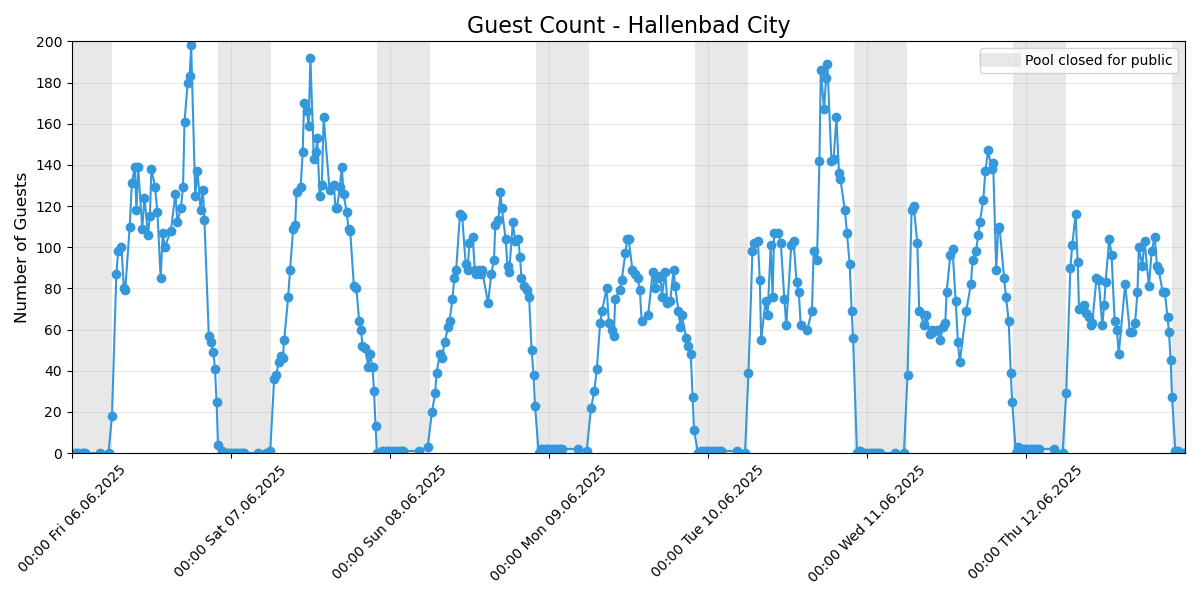 Guest Count - Hallenbad City
Pool closed for public
Number of Guests
200
180
160
140
120
100
80
60
40
20
0
00:00 Fri 06.06.2025
00:00 Sat 07.06.2025
00:00 Sun 08.06.2025
00:00 Mon 09.06.2025
00:00 Tue 10.06.2025
00:00 Wed 11.06.2025
00:00 Thu 12.06.2025